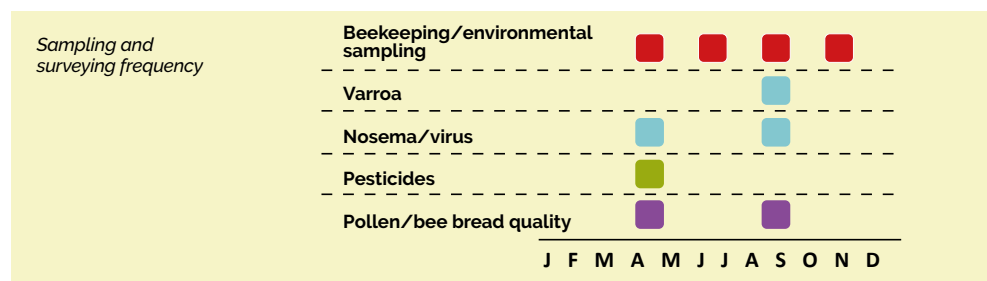 Sampling and
surveying frequency
Beekeeping/environmental
sampling
Varroa
Nosema/virus
Pesticides
Pollen/bee bread quality
J F M A M J J A S O N D